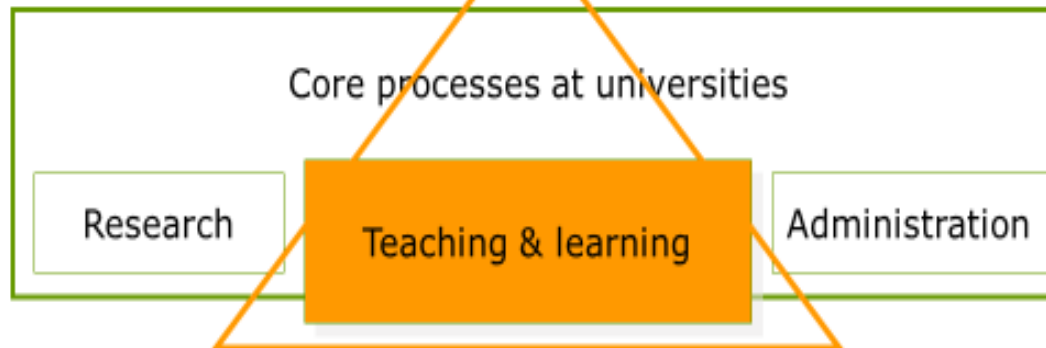 Core processes at universities
Research
Teaching & learning
Administration